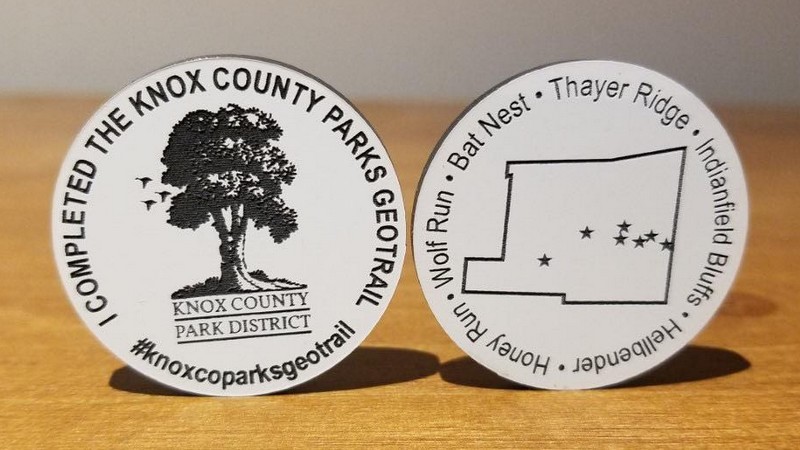 I COMPLETED THE KNOX COUNTY PARKS GEOTRAIL
KNOX COUNTY
PARK DISTRICT
#knoxcoparksgeotrail
Wolf Run • Bat Nest • Thayer Ridge • Indianfield Bluffs • Hellbender • Honey Run •